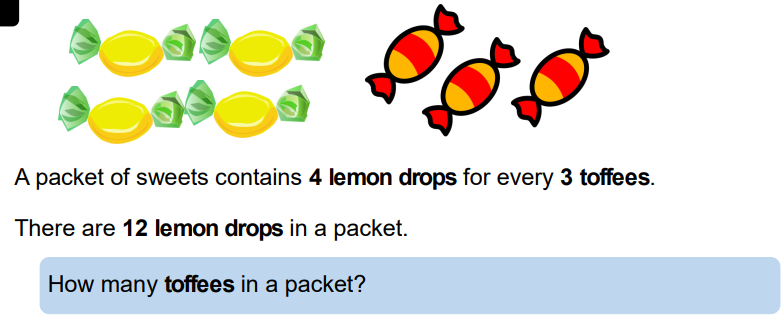 A packet of sweets contains 4 lemon drops for every 3 toffees.
There are 12 lemon drops in a packet.
How many toffees in a packet?